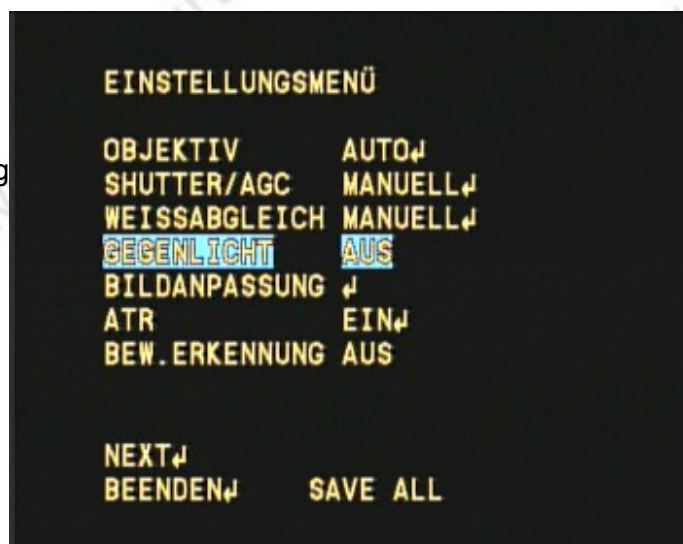 EINSTELLUNGSMENÜ
OBJEKTIV AUTO↲
SHUTTER/AGC MANUELL↲
WEISSABGLEICH MANUELL↲
GEGENLICHT AUS
BILDANPASSUNG ↲
ATR EIN↲
BEW.ERKENNUNG AUS
NEXT↲
BEENDEN↲ SAVE ALL